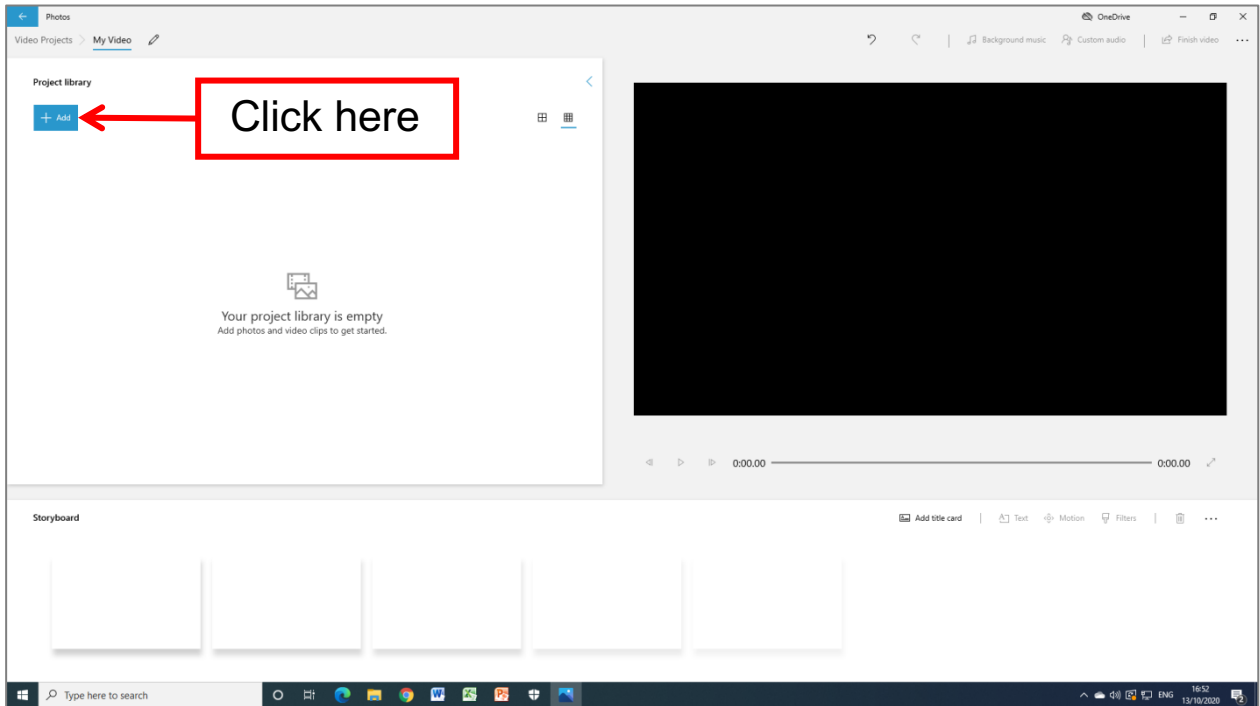 Photos
OneDrive
Video Projects
My Video
Background music
Custom audio
Finish video
Project library
+ Add
Click here
Your project library is empty
Add photos and video clips to get started.
0:00.00
0:00.00
Storyboard
Add title card
Text
Motion
Filters
Type here to search
ENG
16:52
13/10/2020
2